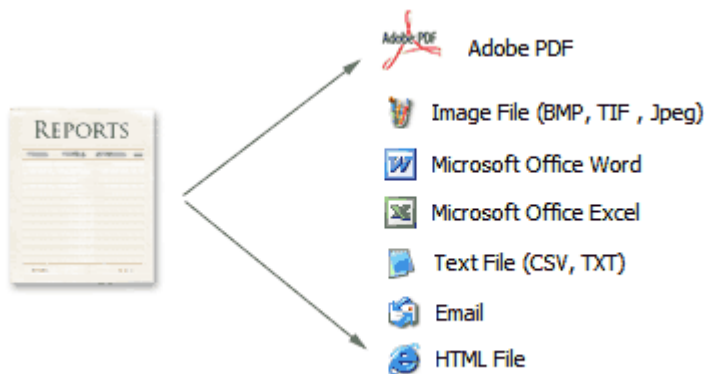 REPORTS
Adobe PDF
Adobe PDF
Image File (BMP, TIF , Jpeg)
Microsoft Office Word
Microsoft Office Excel
Text File (CSV, TXT)
Email
HTML File